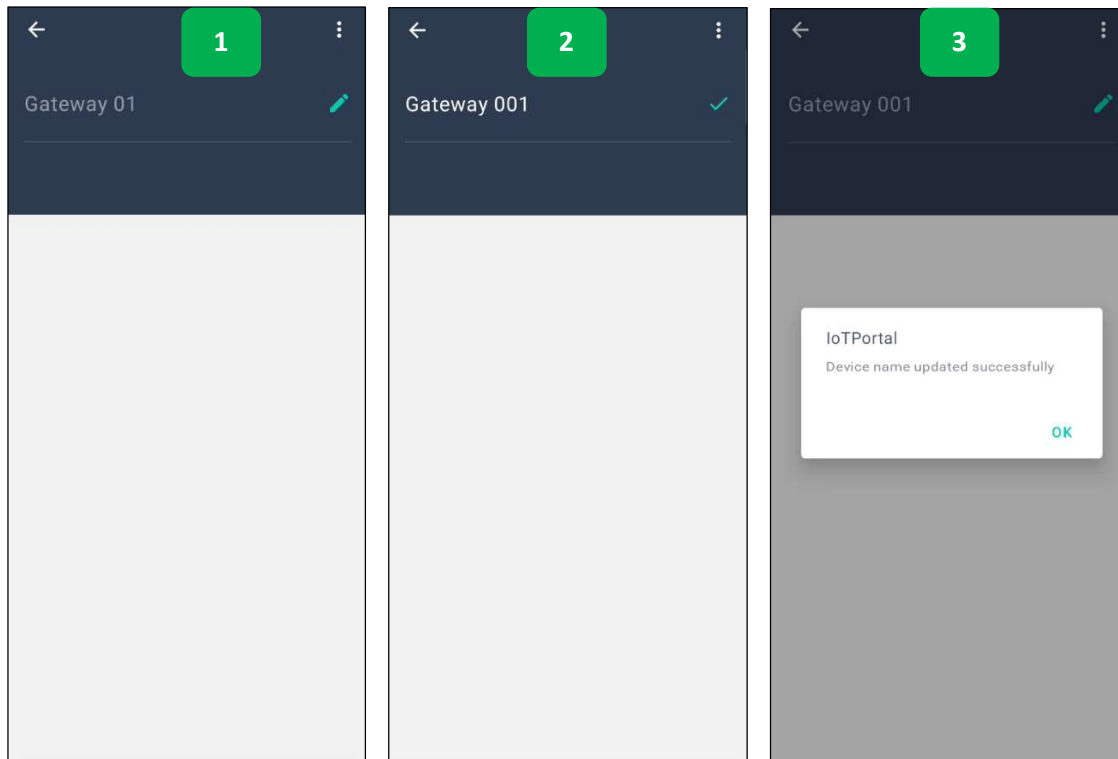 1
Gateway 01
2
Gateway 001
3
Gateway 001
IoTPortal
Device name updated successfully
OK